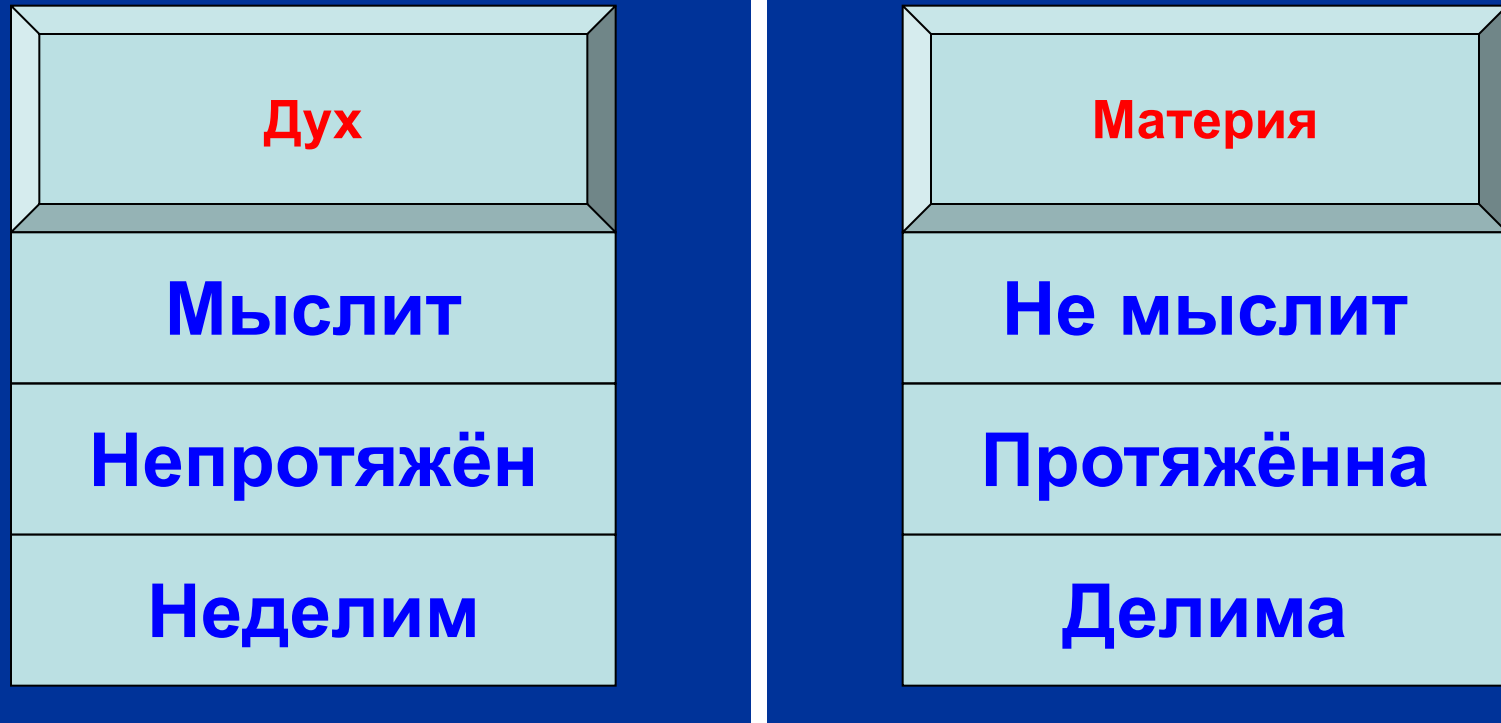 Дух
Мыслит
Непротяжён
Неделим
Материя
Не мыслит
Протяжённа
Делима